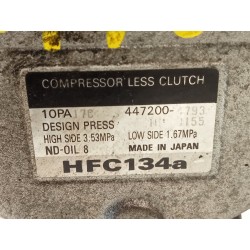 COMPRESSOR LESS CLUTCH
10PA17C 447200-
DESIGN PRESS
HIGH SIDE 3.53MPa LOW SIDE 1.67MPa
ND-OIL 8 MADE IN JAPAN
HFC134a